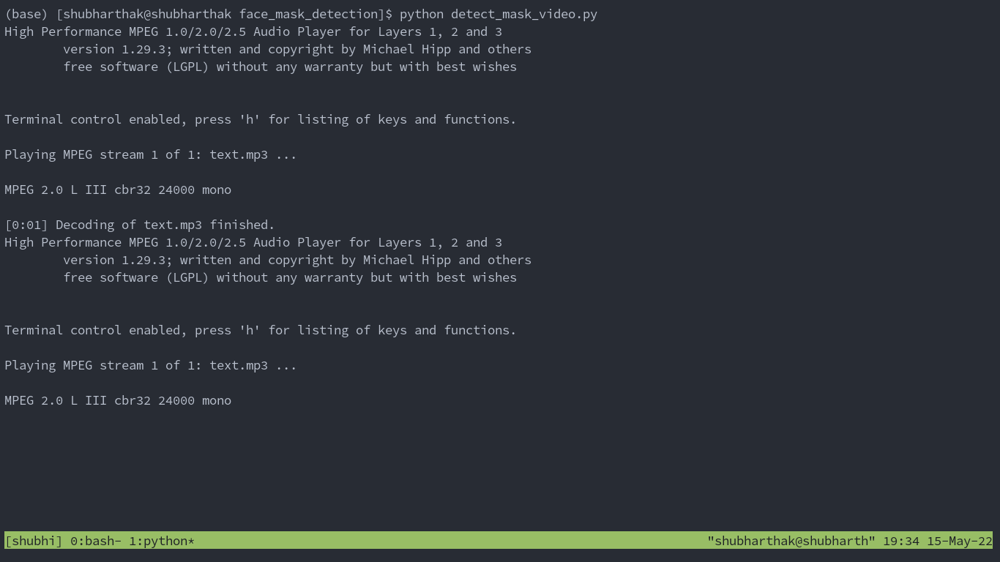 (base) [shubharthak@shubharthak face_mask_detection]$ python detect_mask_video.py
High Performance MPEG 1.0/2.0/2.5 Audio Player for Layers 1, 2 and 3
        version 1.29.3; written and copyright by Michael Hipp and others
        free software (LGPL) without any warranty but with best wishes
Terminal control enabled, press 'h' for listing of keys and functions.
Playing MPEG stream 1 of 1: text.mp3 ...
MPEG 2.0 L III cbr32 24000 mono
[0:01] Decoding of text.mp3 finished.
High Performance MPEG 1.0/2.0/2.5 Audio Player for Layers 1, 2 and 3
        version 1.29.3; written and copyright by Michael Hipp and others
        free software (LGPL) without any warranty but with best wishes
Terminal control enabled, press 'h' for listing of keys and functions.
Playing MPEG stream 1 of 1: text.mp3 ...
MPEG 2.0 L III cbr32 24000 mono
[shubhi] 0:bash- 1:python* "shubharthak@shubharth" 19:34 15-May-22